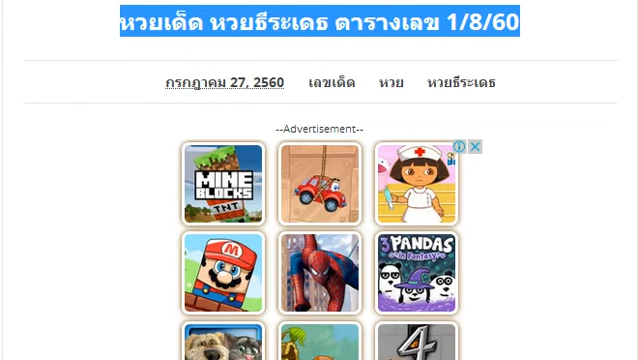 หวยเด็ด หวยธีระเดธ ตารางเลข 1/8/60
กรกฎาคม 27, 2560 เลขเด็ด หวย หวยธีระเดธ
--Advertisement--
MINE
BLOCKS
TNT
M
3 PANDAS
in Fantasy
4